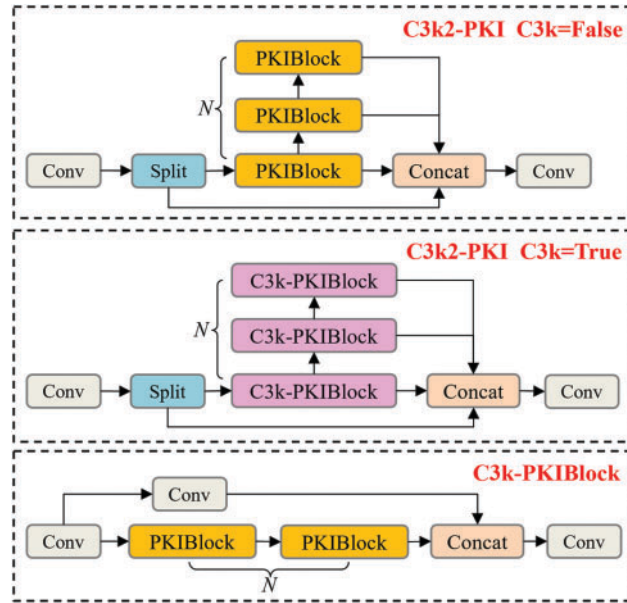 C3k2-PKI C3k=False
PKIBlock
N
PKIBlock
Conv
Split
PKIBlock
Concat
Conv
C3k2-PKI C3k=True
C3k-PKIBlock
N
C3k-PKIBlock
Conv
Split
C3k-PKIBlock
Concat
Conv
C3k-PKIBlock
Conv
Conv
PKIBlock
PKIBlock
Concat
Conv
N